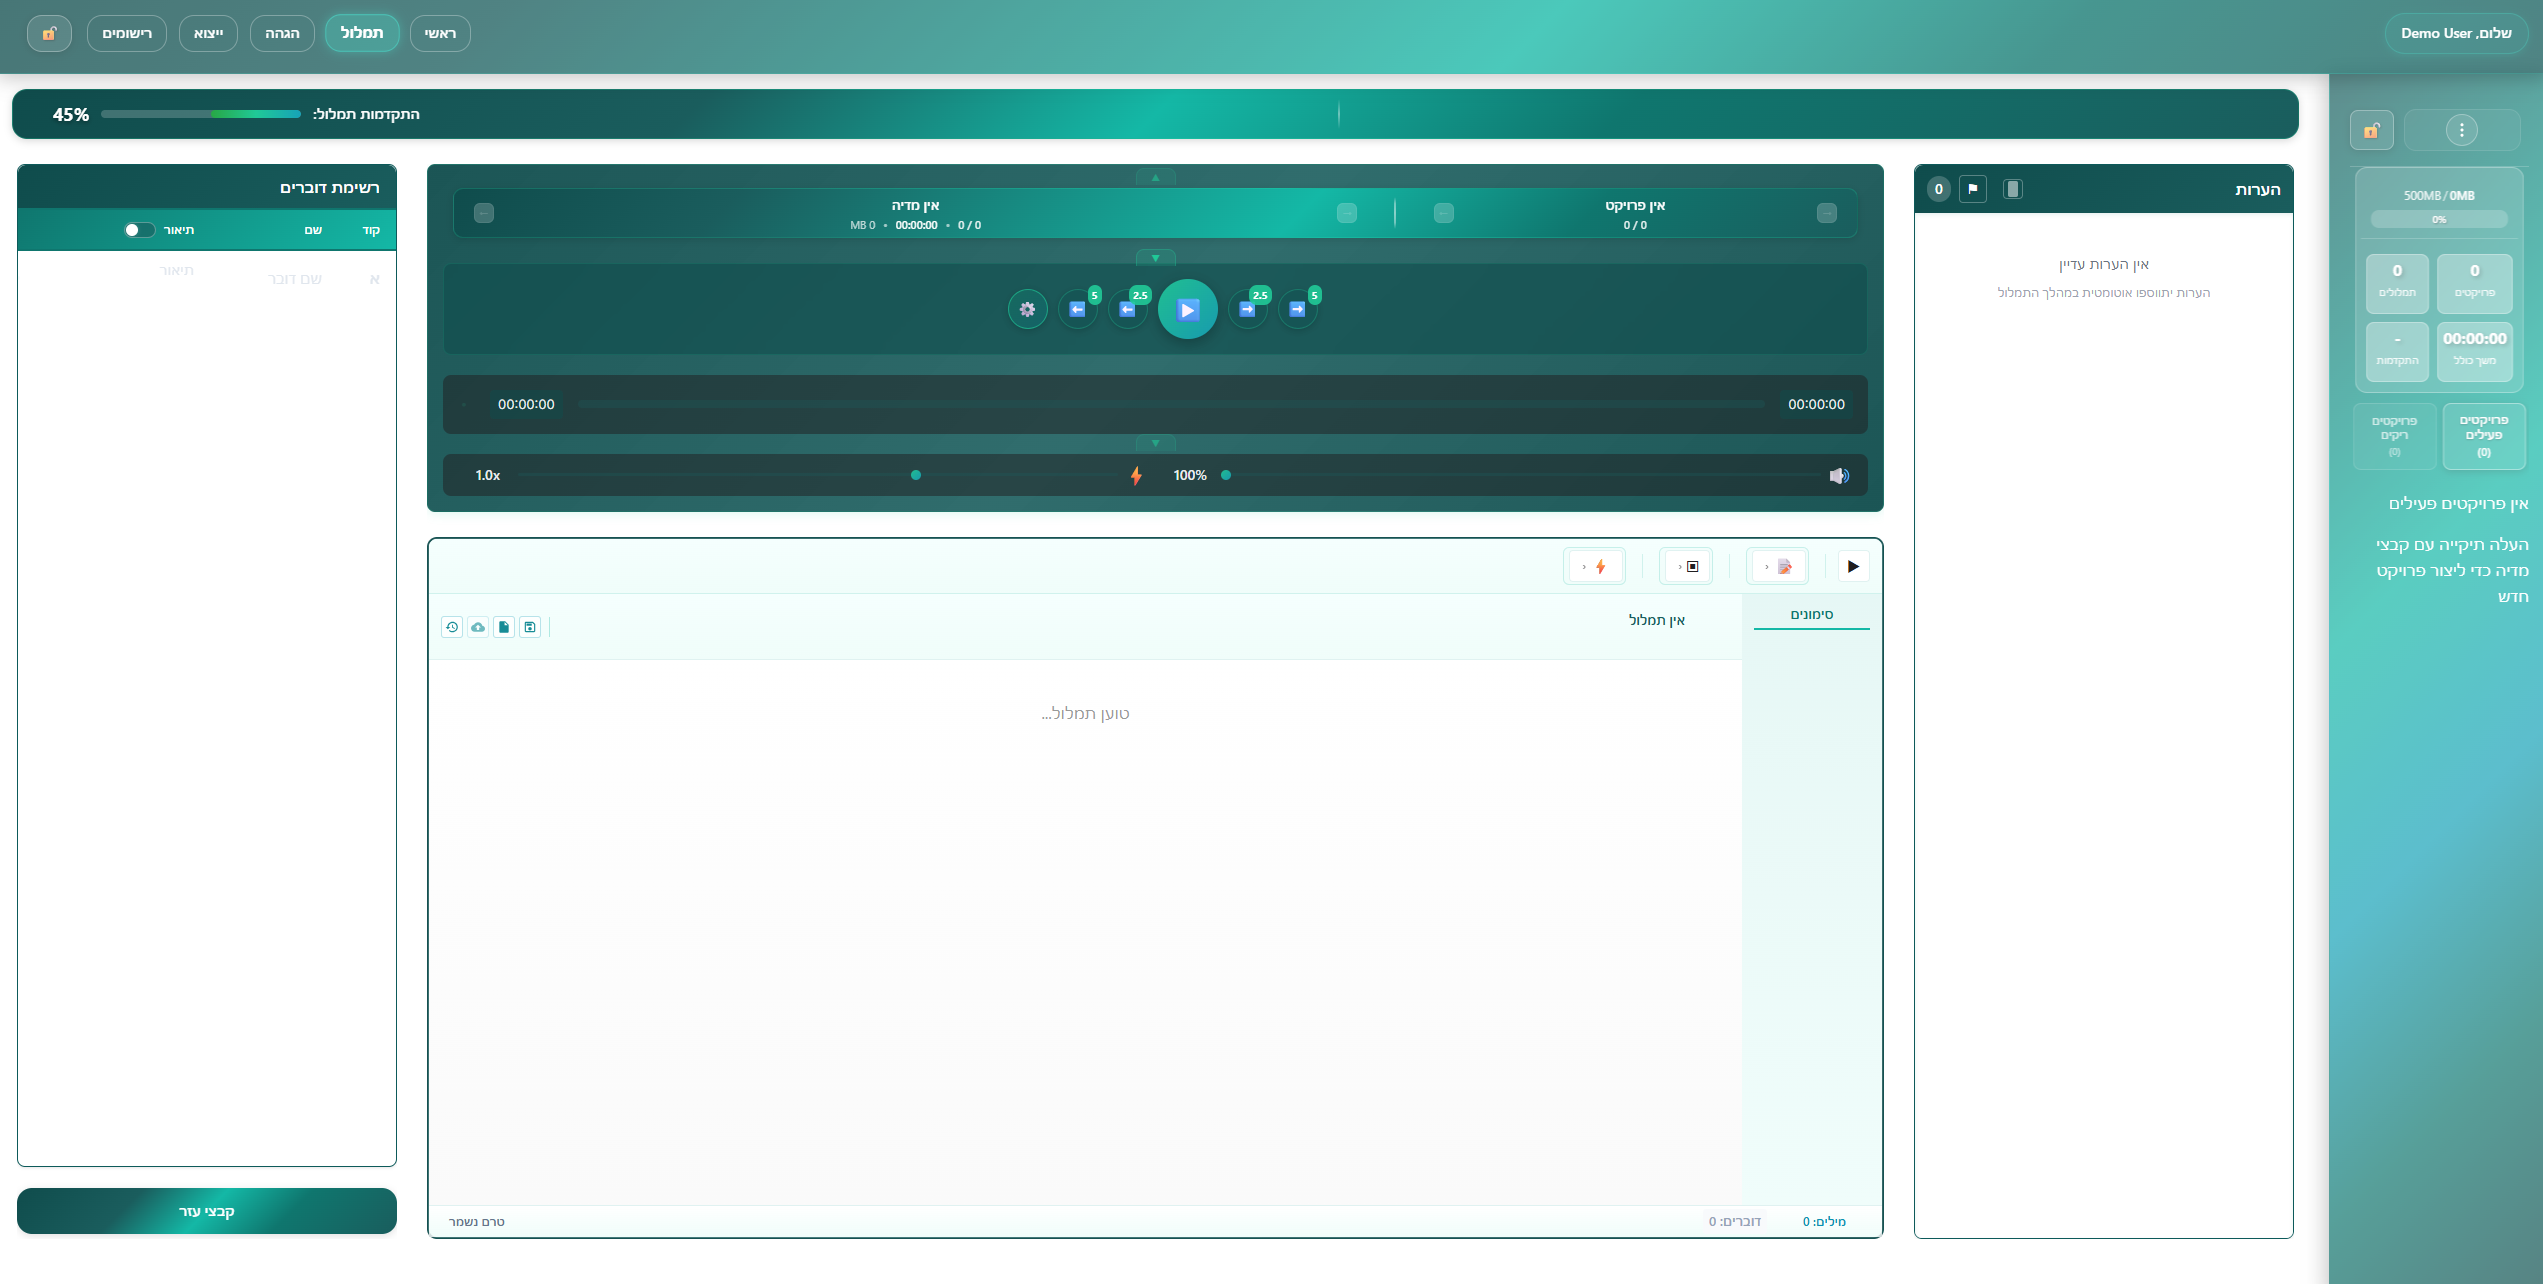 שלום, Demo User
ראשי
תמלול
הגהה
ייצוא
רישומים
התקדמות תמלול:
45%
500MB / 0MB
0%
0
פרויקטים
0
תמלולים
00:00:00
משך כולל
-
התקדמות
פרויקטים פעילים (0)
פרויקטים ריקים (0)
אין פרויקטים פעילים
העלה תיקייה עם קבצי
מדיה כדי ליצור פרויקט
חדש
הערות
0
אין הערות עדיין
הערות יתווספו אוטומטית במהלך התמלול
אין פרויקט
0 / 0
אין מדיה
0 / 0 • 00:00:00 • 0 MB
5
2.5
2.5
5
00:00:00
00:00:00
100%
1.0x
סימונים
אין תמלול
טוען תמלול...
מילים: 0
דוברים: 0
טרם נשמר
רשימת דוברים
קוד
שם
תיאור
א
שם דובר
תיאור
קבצי עזר